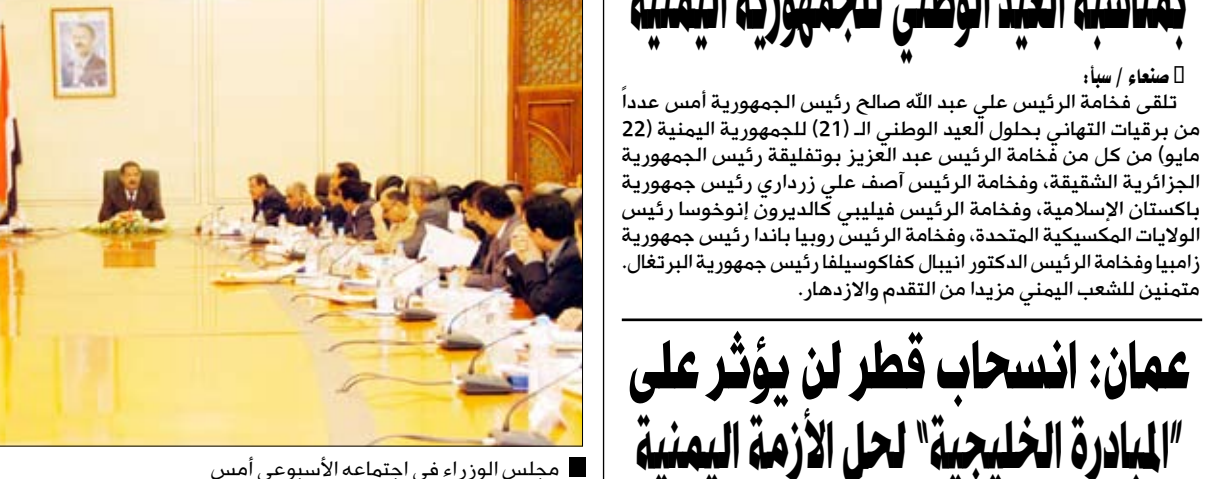 بمناسبة العيد الوطني للجمهورية اليمنية
صنعاء / سبأ:
تلقى فخامة الرئيس علي عبد الله صالح رئيس الجمهورية أمس عدداً
من برقيات التهاني بحلول العيد الوطني الـ (21) للجمهورية اليمنية (22
مايو) من كل من فخامة الرئيس عبد العزيز بوتفليقة رئيس الجمهورية
الجزائرية الشقيقة، وفخامة الرئيس آصف علي زرداري رئيس جمهورية
باكستان الإسلامية، وفخامة الرئيس فيليبي كالديرون إنوخوسا رئيس
الولايات المكسيكية المتحدة، وفخامة الرئيس روبيا باندا رئيس جمهورية
زامبيا وفخامة الرئيس الدكتور انيبال كفاكوسيلفا رئيس جمهورية البرتغال.
متمنين للشعب اليمني مزيدا من التقدم والازدهار.
عمان: انسحاب قطر لن يؤثر على
"المبادرة الخليجية" لحل الأزمة اليمنية
مجلس الوزراء في اجتماعه الأسبوعي أمس